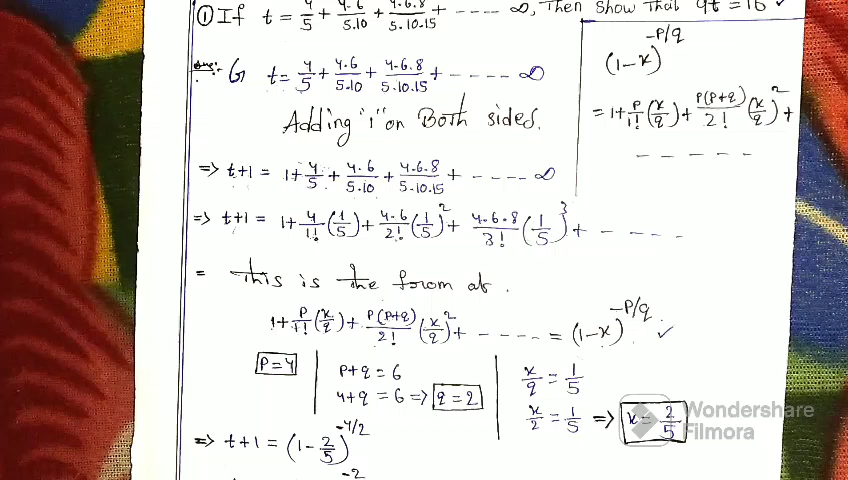 ① If t = 4/5 + 4·6/5·10 + 4·6·8/5·10·15 + - - - - ∞, Then show that 9t = 16 ✓
Ans:- G t = 4/5 + 4·6/5·10 + 4·6·8/5·10·15 + - - - - - ∞
Adding "1" on Both sides.
=> t+1 = 1 + 4/5 + 4·6/5·10 + 4·6·8/5·10·15 + - - - - - ∞
=> t+1 = 1 + 4/1! (1/5) + 4·6/2! (1/5)² + 4·6·8/3! (1/5)³ + - - - - -
(1-x)^-P/q
= 1 + P/1! (x/q) + P(P+q)/2! (x/q)² +
- - - - - -
= This is the form at.
1 + P/1! (x/q) + P(P+q)/2! (x/q)² + - - - - - = (1-x)^-P/q. ✓
P = 4
P+q = 6
4+q = 6 => q = 2
x/q = 1/5
x/2 = 1/5 => x = 2/5
=> t+1 = (1 - 2/5)^-4/2
-2
Wondershare
Filmora